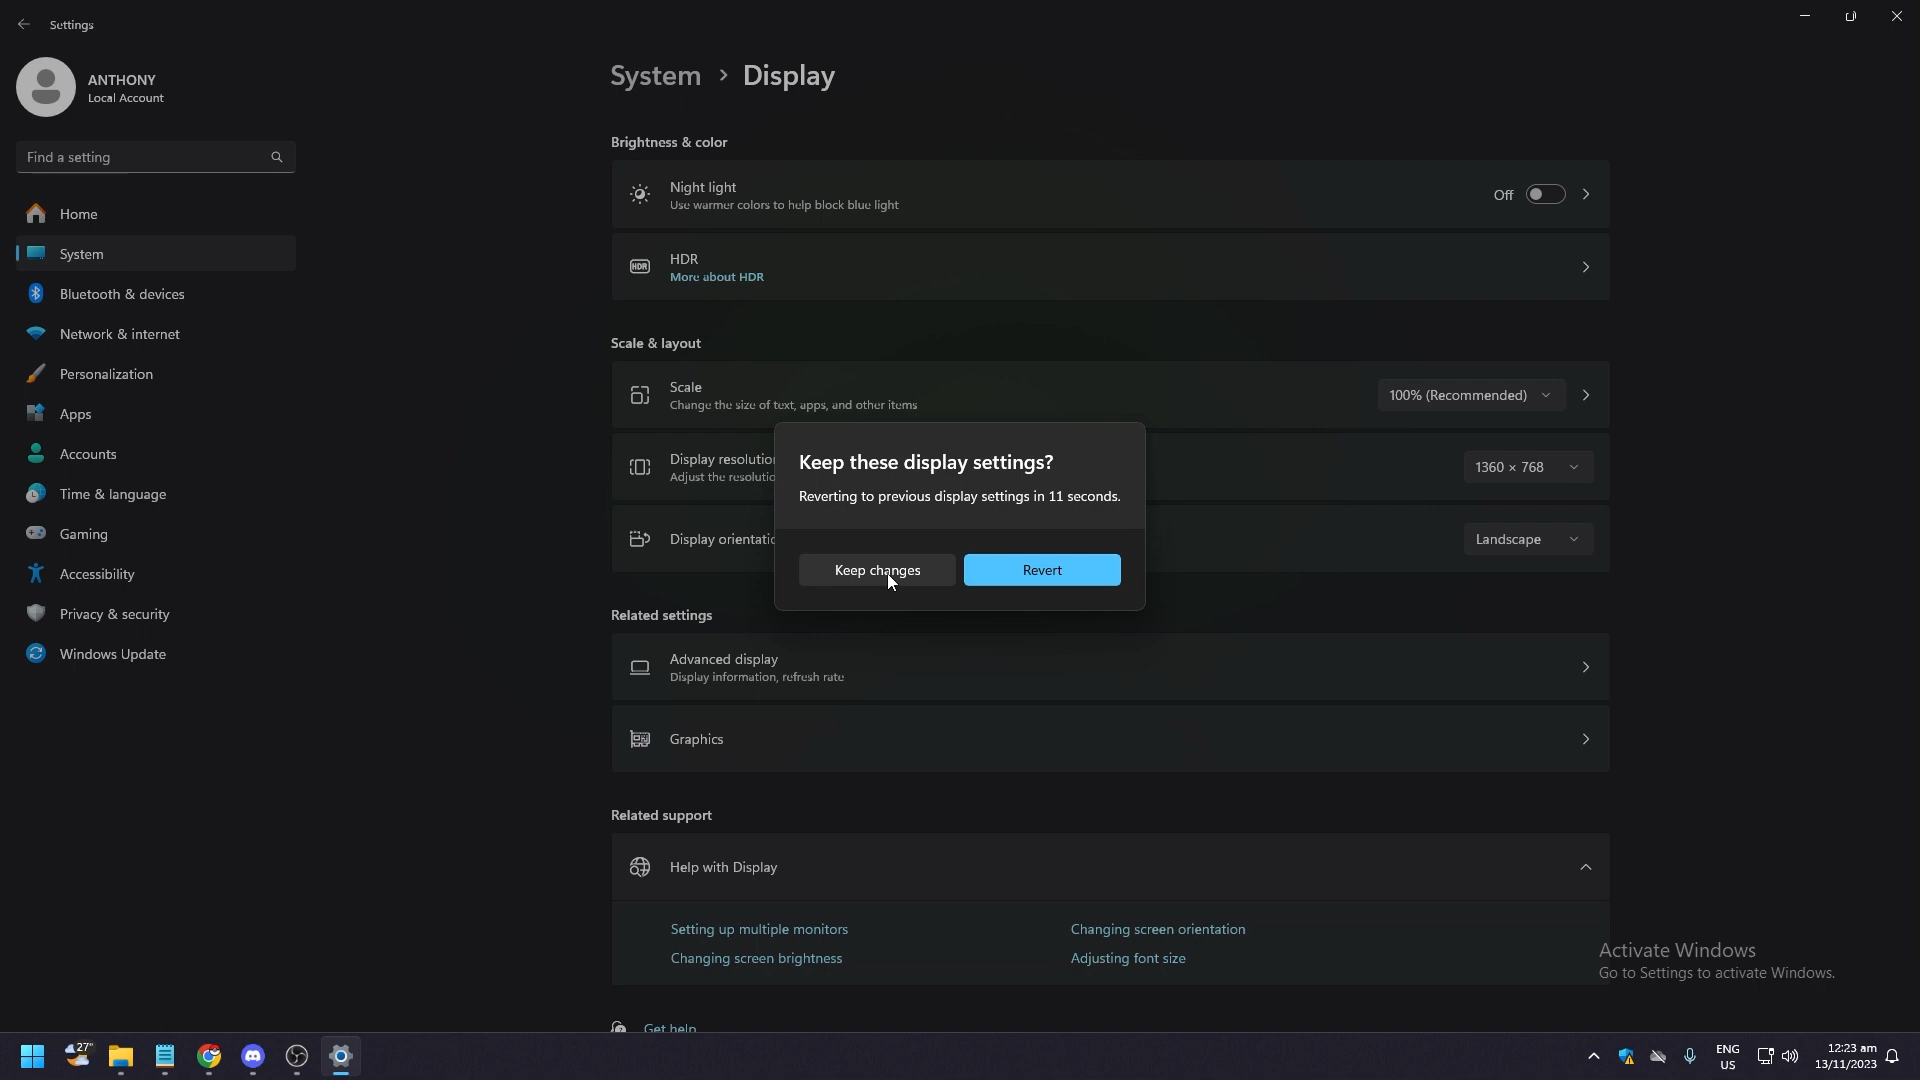 Settings
ANTHONY
Local Account
Find a setting
Home
System
Bluetooth & devices
Network & internet
Personalization
Apps
Accounts
Time & language
Gaming
Accessibility
Privacy & security
Windows Update
System > Display
Brightness & color
Night light
Use warmer colors to help block blue light
Off
HDR
HDR
More about HDR
Scale & layout
Scale
Change the size of text, apps, and other items
100% (Recommended)
Display resolution
Adjust the resolutio
1360 × 768
Display orientatio
Landscape
Keep these display settings?
Reverting to previous display settings in 11 seconds.
Keep changes
Revert
Related settings
Advanced display
Display information, refresh rate
Graphics
Related support
Help with Display
Setting up multiple monitors
Changing screen orientation
Changing screen brightness
Adjusting font size
Get help
Activate Windows
Go to Settings to activate Windows.
27°
ENG
US
12:23 am
13/11/2023